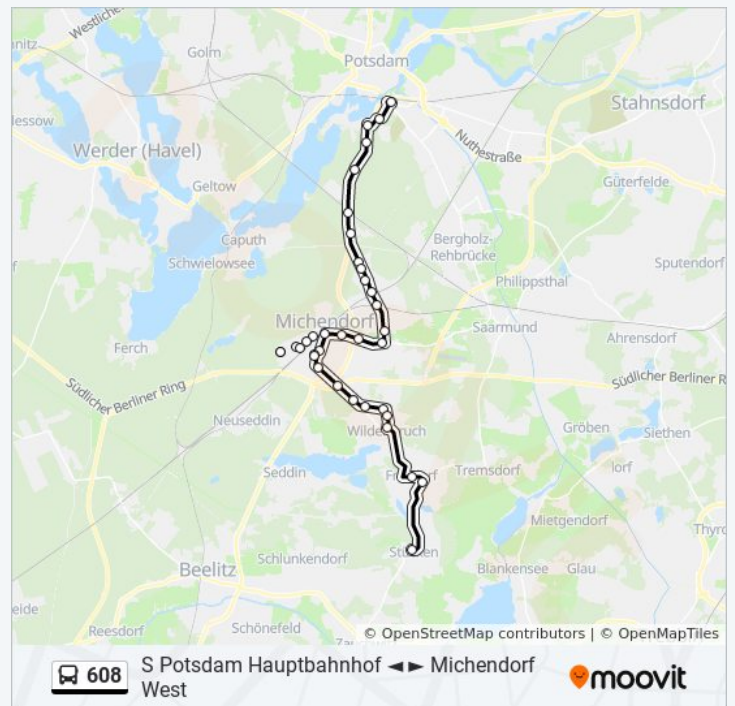 Westliche
Golm
Potsdam
Stahnsdorf
Werder (Havel)
Nuthestraße
Geltow
Güterfelde
Caputh
Bergholz-
Rehbrücke
Schwielowsee
Sputendorf
Philippsthal
Michendorf
Saarmund
Ahrensdorf
Ferch
Südlicher Berliner Ring
Südlicher Berliner R
Neuseddin
Gröben
Siethen
Seddin
Tremsdorf
Mietgendorf
Schlunkendorf
Blankensee
Glau
Beelitz
Reesdorf
Schönefeld
© OpenStreetMap contributors | © OpenMapTiles
608
S Potsdam Hauptbahnhof ◄ ► Michendorf
West
moovit